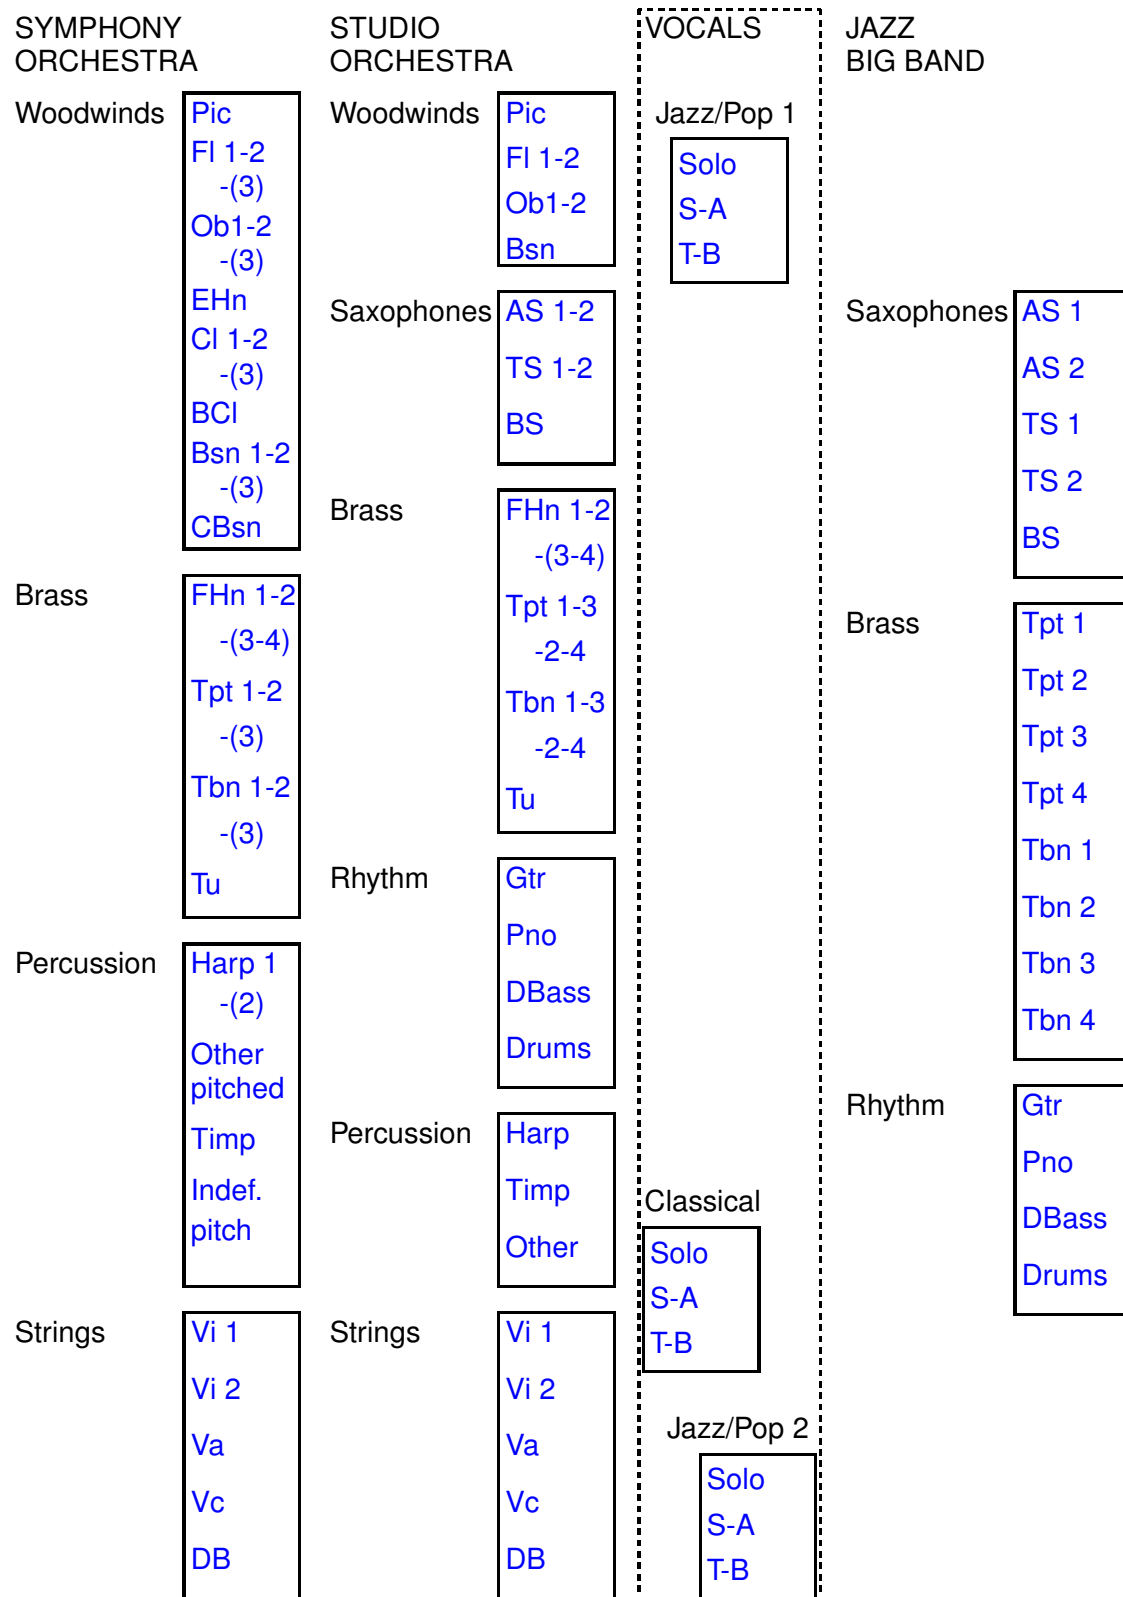 SYMPHONY
ORCHESTRA
Woodwinds
Pic
Fl 1-2
-(3)
Ob1-2
-(3)
EHn
Cl 1-2
-(3)
BCl
Bsn 1-2
-(3)
CBsn
Brass
FHn 1-2
-(3-4)
Tpt 1-2
-(3)
Tbn 1-2
-(3)
Tu
Percussion
Harp 1
-(2)
Other
pitched
Timp
Indef.
pitch
Strings
Vi 1
Vi 2
Va
Vc
DB
STUDIO
ORCHESTRA
Woodwinds
Pic
Fl 1-2
Ob1-2
Bsn
Saxophones
AS 1-2
TS 1-2
BS
Brass
FHn 1-2
-(3-4)
Tpt 1-3
-2-4
Tbn 1-3
-2-4
Tu
Rhythm
Gtr
Pno
DBass
Drums
Percussion
Harp
Timp
Other
Strings
Vi 1
Vi 2
Va
Vc
DB
VOCALS
Jazz/Pop 1
Solo
S-A
T-B
Classical
Solo
S-A
T-B
Jazz/Pop 2
Solo
S-A
T-B
JAZZ
BIG BAND
Saxophones
AS 1
AS 2
TS 1
TS 2
BS
Brass
Tpt 1
Tpt 2
Tpt 3
Tpt 4
Tbn 1
Tbn 2
Tbn 3
Tbn 4
Rhythm
Gtr
Pno
DBass
Drums